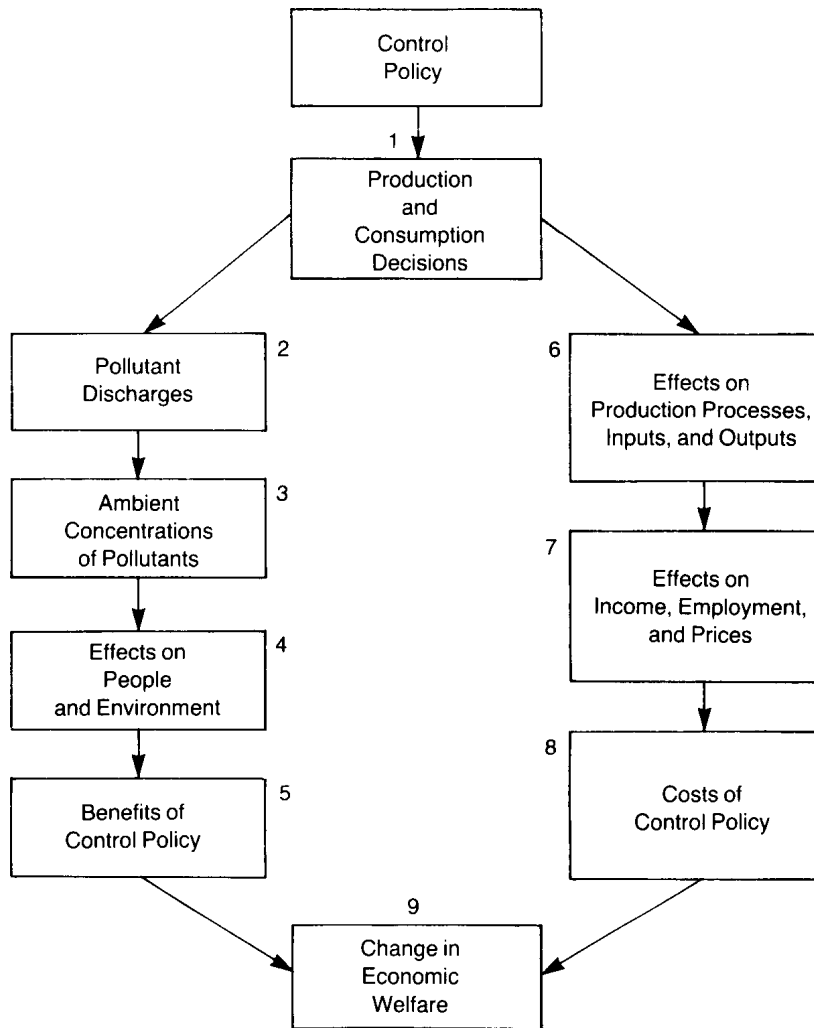 Control
Policy
1
Production
and
Consumption
Decisions
2
Pollutant
Discharges
3
Ambient
Concentrations
of Pollutants
4
Effects on
People
and Environment
5
Benefits of
Control Policy
6
Effects on
Production Processes,
Inputs, and Outputs
7
Effects on
Income, Employment,
and Prices
8
Costs of
Control Policy
9
Change in
Economic
Welfare